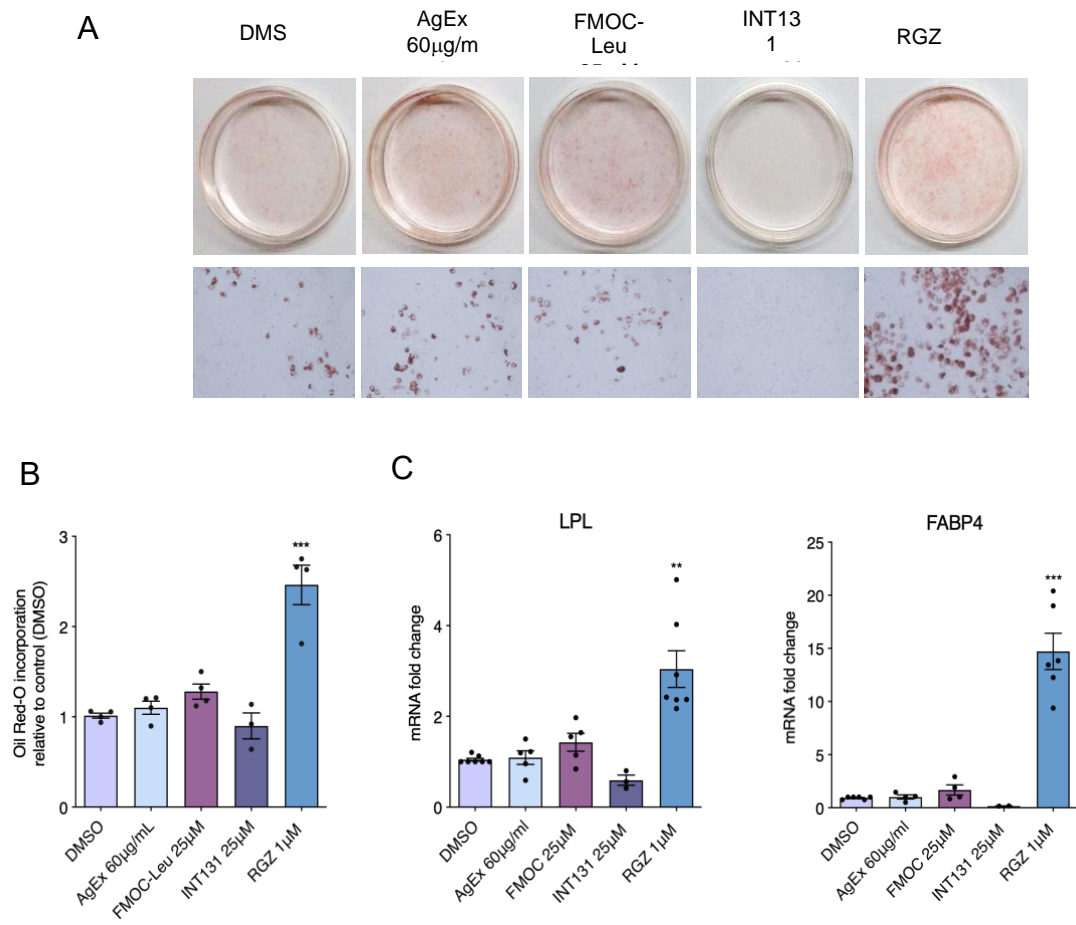 A
DMS
AgEx
60μg/m
FMOC-
Leu
INT13
1
RGZ
B
3
2
1
0
Oil Red-O incorporation
relative to control (DMSO)
***
DMSO
AgEx 60μg/mL
FMOC-Leu 25μM
INT131 25μM
RGZ 1μM
C
LPL
6
4
2
0
mRNA fold change
**
DMSO
AgEx 60μg/ml
FMOC 25μM
INT131 25μM
RGZ 1μM
FABP4
25
20
15
10
5
0
mRNA fold change
***
DMSO
AgEx 60μg/ml
FMOC 25μM
INT131 25μM
RGZ 1μM